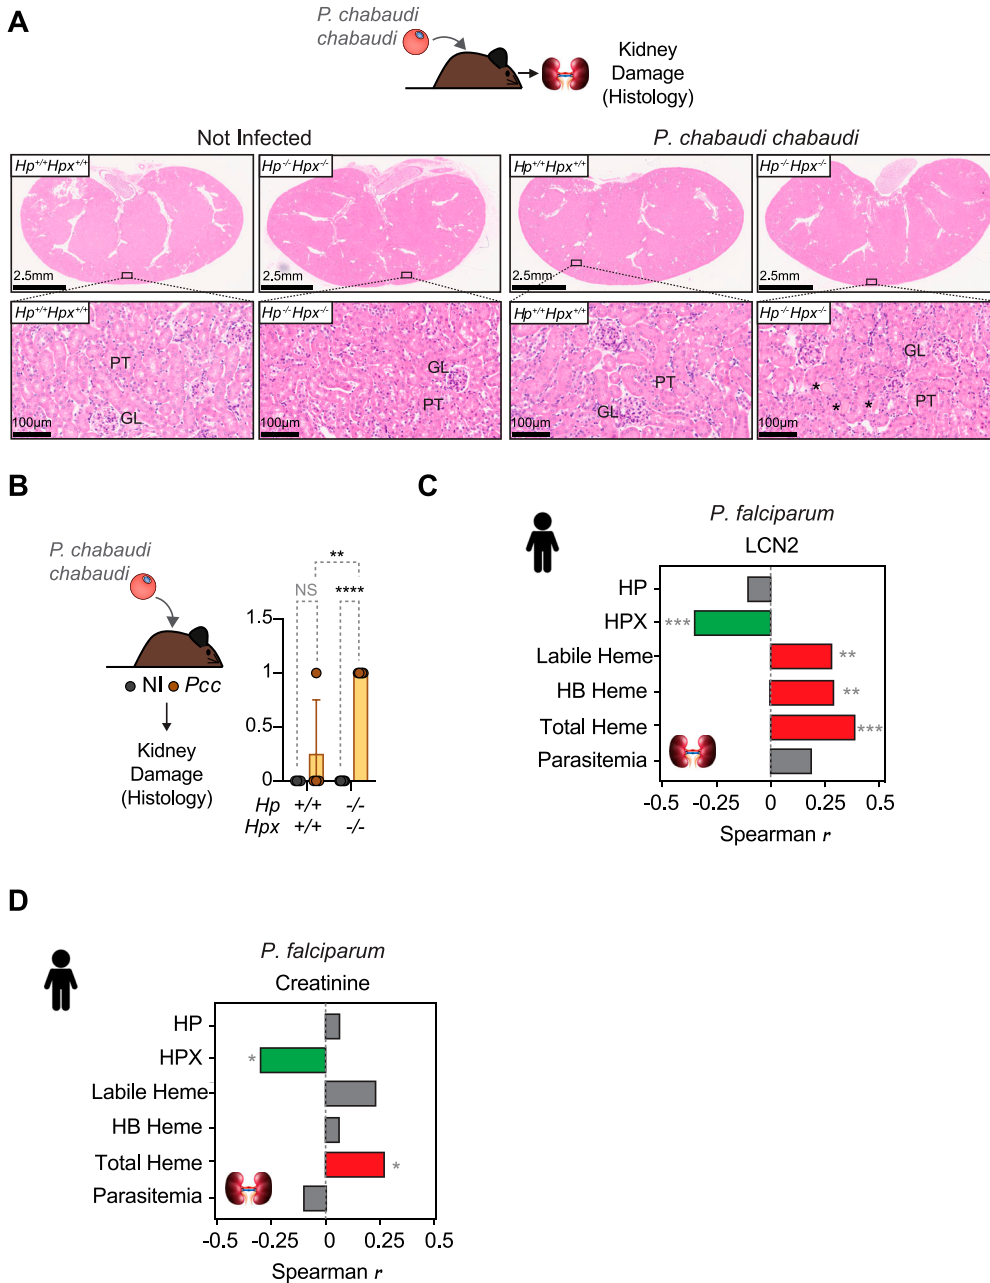 A
P. chabaudi
chabaudi
Kidney
Damage
(Histology)
Not Infected
P. chabaudi chabaudi
Hp+/+Hpx+/+
Hp-/-Hpx-/-
Hp+/+Hpx+/+
Hp-/-Hpx-/-
2.5mm
2.5mm
2.5mm
2.5mm
Hp+/+Hpx+/+
Hp-/-Hpx-/-
Hp+/+Hpx+/+
Hp-/-Hpx-/-
PT
GL
GL
PT
PT
GL
GL
PT
*
*
*
100µm
100µm
100µm
100µm
B
P. chabaudi
chabaudi
NI Pcc
Kidney
Damage
(Histology)
**
NS
****
1.5
1
0.5
0
Hp +/+ -/-
Hpx +/+ -/-
C
P. falciparum
LCN2
HP
HPX ***
Labile Heme **
HB Heme **
Total Heme ***
Parasitemia
-0.5 -0.25 0 0.25 0.5
Spearman r
D
P. falciparum
Creatinine
HP
HPX *
Labile Heme
HB Heme
Total Heme *
Parasitemia
-0.5 -0.25 0 0.25 0.5
Spearman r